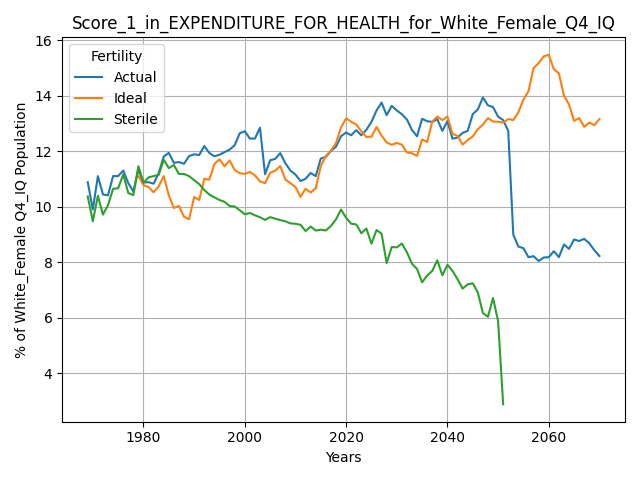 Score_1_in_EXPENDITURE_FOR_HEALTH_for_White_Female_Q4_IQ
Fertility
Actual
Ideal
Sterile
% of White_Female Q4_IQ Population
16
14
12
10
8
6
4
1980
2000
2020
2040
2060
Years